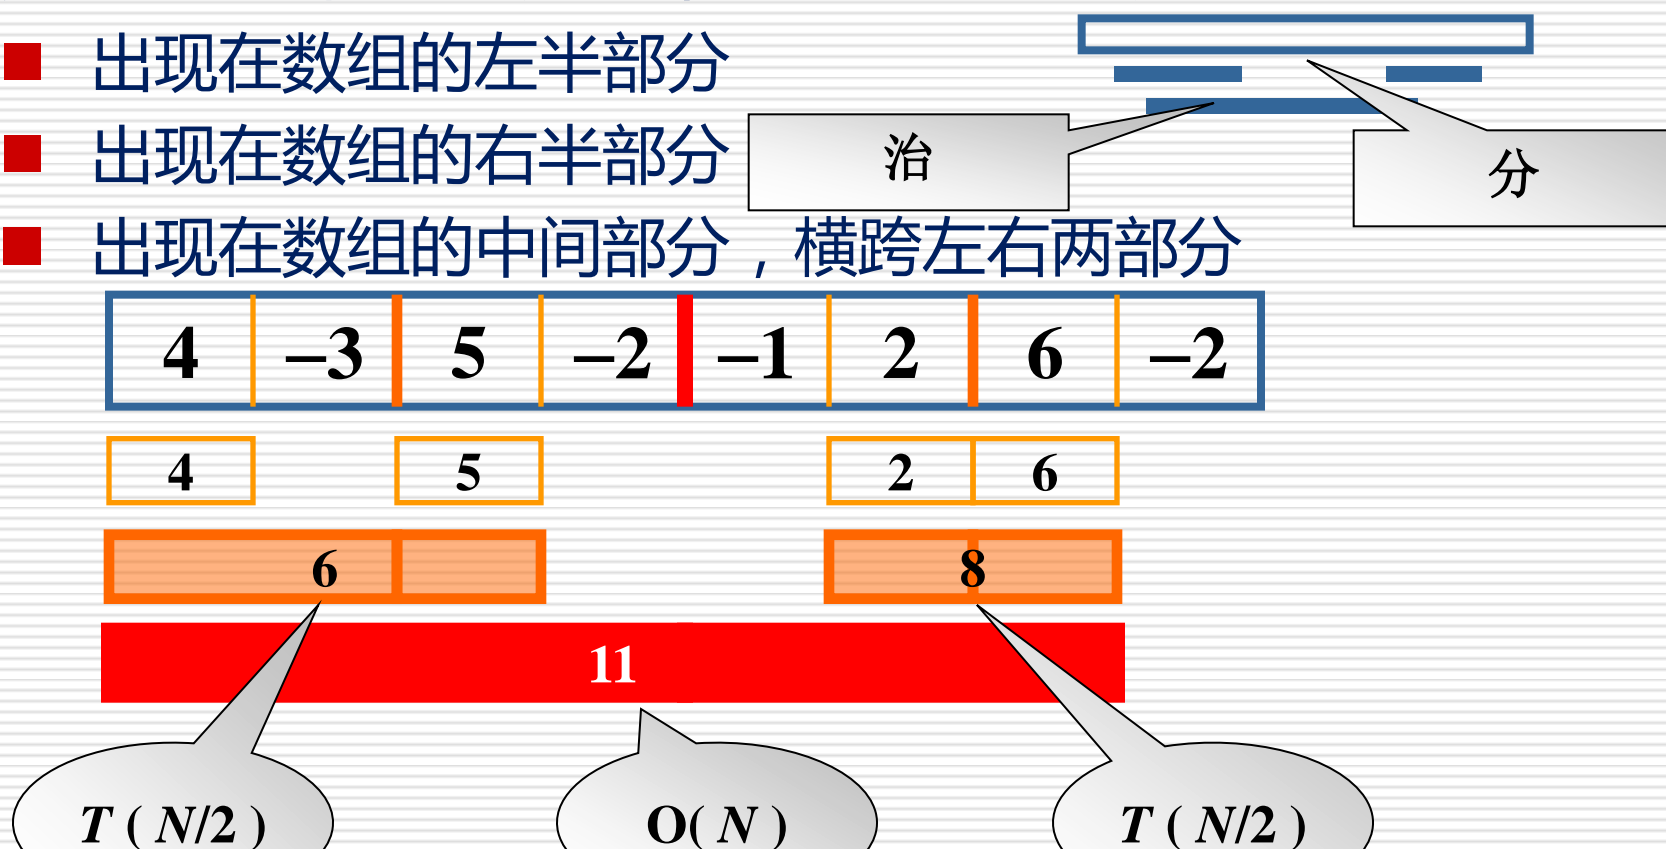 出现在数组的左半部分
出现在数组的右半部分
治
分
出现在数组的中间部分，横跨左右两部分
4 –3 5 –2 –1 2 6 –2
4 5 2 6
6 8
11
T ( N/2 ) O( N ) T ( N/2 )